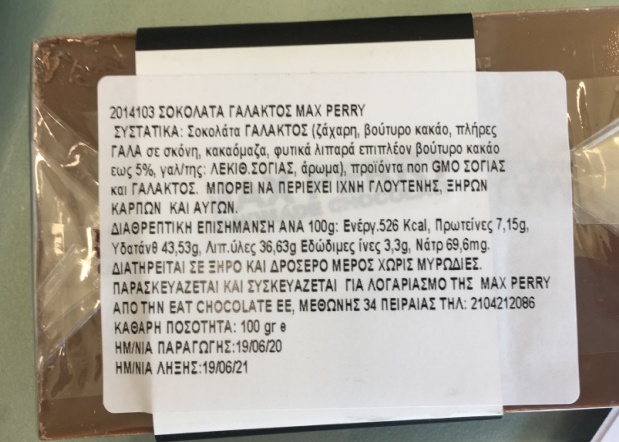 2014103 ΣΟΚΟΛΑΤΑ ΓΑΛΑΚΤΟΣ MAX PERRY
ΣΥΣΤΑΤΙΚΑ: Σοκολάτα ΓΑΛΑΚΤΟΣ (ζάχαρη, βούτυρο κακάο, πλήρες
ΓΑΛΑ σε σκόνη, κακαόμαζα, φυτικά λιπαρά επιπλέον βούτυρο κακάο
εως 5%, γαλ/της: ΛΕΚΙΘ.ΣΟΓΙΑΣ, άρωμα), προϊόντα non GMO ΣΟΓΙΑΣ
και ΓΑΛΑΚΤΟΣ. ΜΠΟΡΕΙ ΝΑ ΠΕΡΙΕΧΕΙ ΙΧΝΗ ΓΛΟΥΤΕΝΗΣ, ΞΗΡΩΝ
ΚΑΡΠΩΝ ΚΑΙ ΑΥΓΩΝ.
ΔΙΑΘΡΕΠΤΙΚΗ ΕΠΙΣΗΜΑΝΣΗ ΑΝΑ 100g: Ενέργ.526 Kcal, Πρωτείνες 7,15g,
Υδατάνθ 43,53g, Λιπ.ύλες 36,63g Εδώδιμες ίνες 3,3g, Νάτρ 69,6mg.
ΔΙΑΤΗΡΕΙΤΑΙ ΣΕ ΞΗΡΟ ΚΑΙ ΔΡΟΣΕΡΟ ΜΕΡΟΣ ΧΩΡΙΣ ΜΥΡΩΔΙΕΣ.
ΠΑΡΑΣΚΕΥΑΖΕΤΑΙ ΚΑΙ ΣΥΣΚΕΥΑΖΕΤΑΙ ΓΙΑ ΛΟΓΑΡΙΑΣΜΟ ΤΗΣ MAX PERRY
ΑΠΟ ΤΗΝ EAT CHOCOLATE ΕΕ, ΜΕΘΩΝΗΣ 34 ΠΕΙΡΑΙΑΣ ΤΗΛ: 2104212086
ΚΑΘΑΡΗ ΠΟΣΟΤΗΤΑ: 100 gr e
ΗΜ/ΝΙΑ ΠΑΡΑΓΩΓΗΣ:19/06/20
ΗΜ/ΝΙΑ ΛΗΞΗΣ:19/06/21